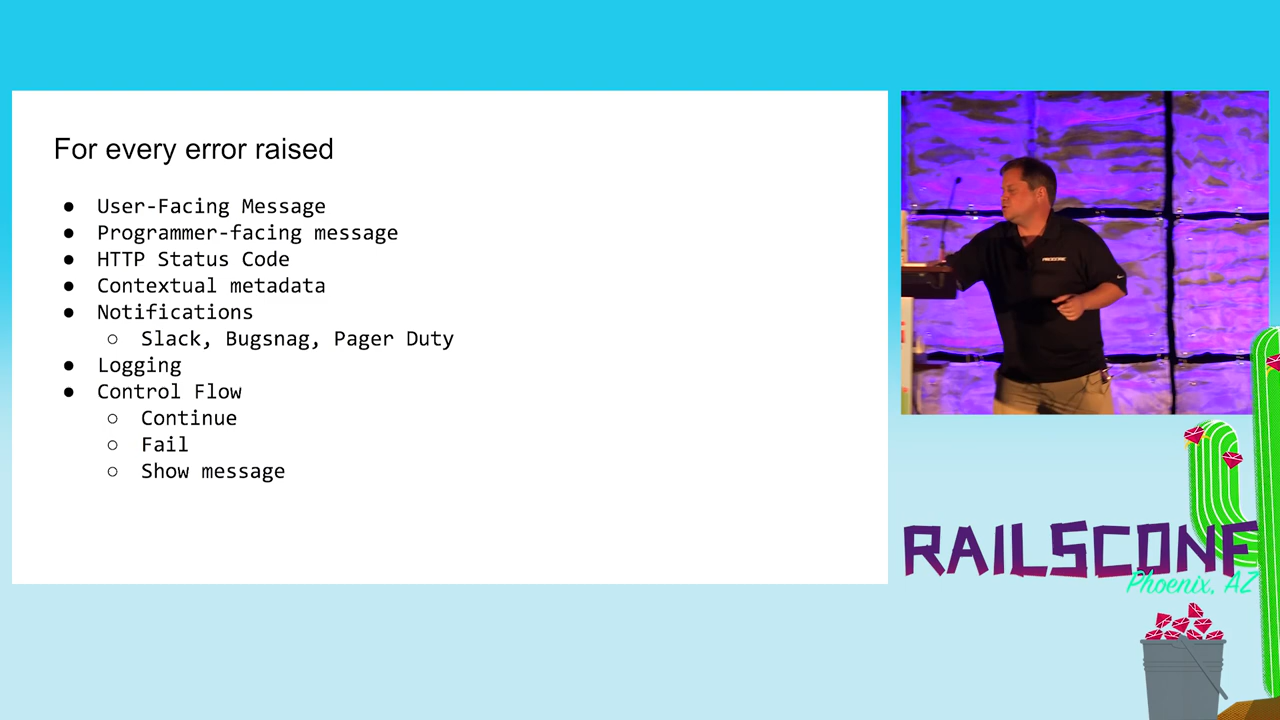 For every error raised
● User-Facing Message
● Programmer-facing message
● HTTP Status Code
● Contextual metadata
● Notifications
○ Slack, Bugsnag, Pager Duty
● Logging
● Control Flow
○ Continue
○ Fail
○ Show message
PROCORE
RAILSCONF
Phoenix, AZ